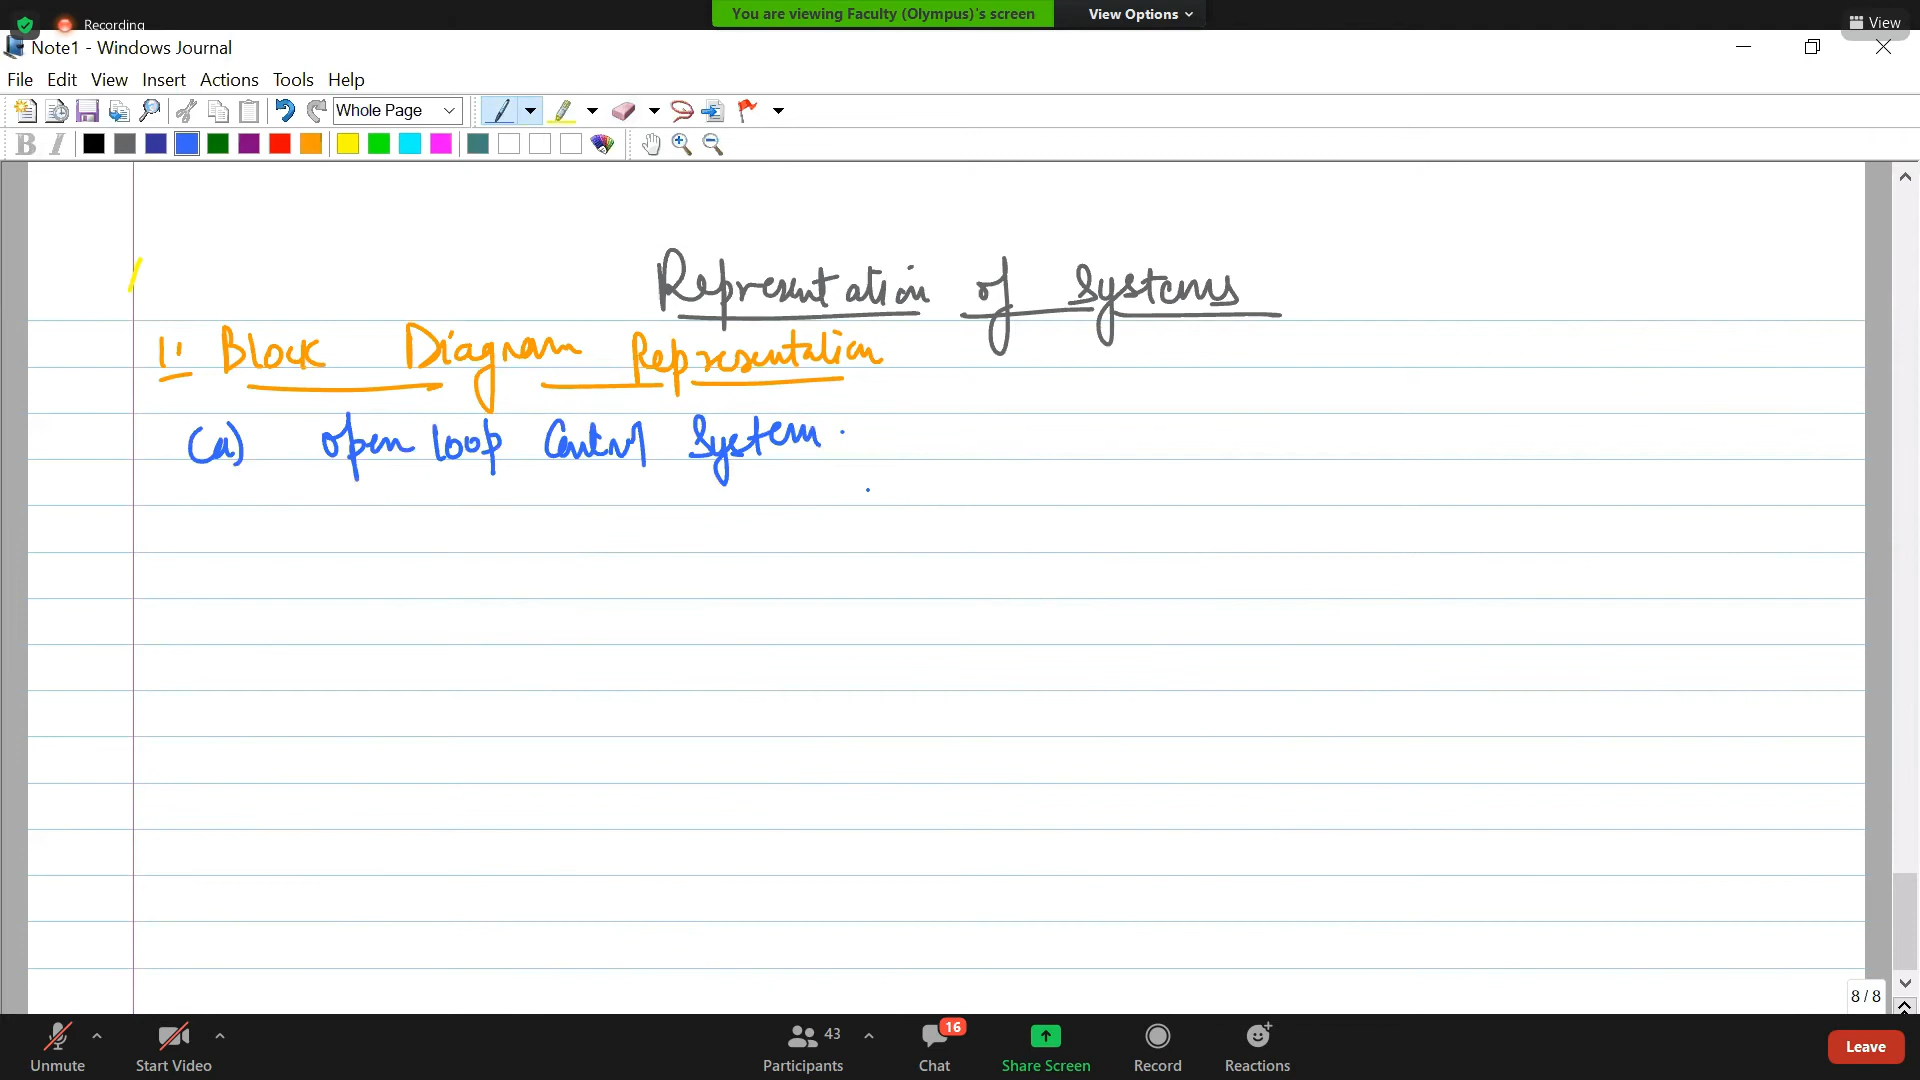 Recording
You are viewing Faculty (Olympus)'s screen
View Options
View
Note1 - Windows Journal
File Edit View Insert Actions Tools Help
Whole Page
B I
Representation of Systems
1. Block Diagram Representation
(a) open loop Control System.
8 / 8
Unmute
Start Video
43
Participants
16
Chat
Share Screen
Record
Reactions
Leave